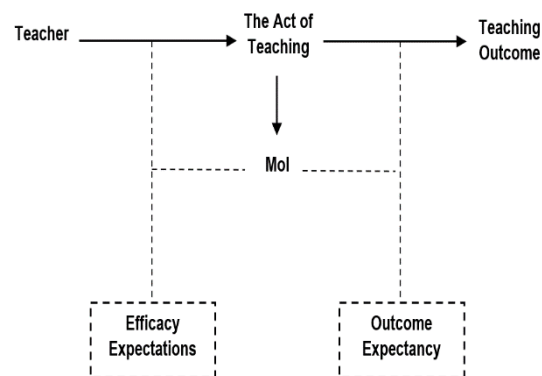 Teacher
The Act of
Teaching
Teaching
Outcome
MoI
Efficacy
Expectations
Outcome
Expectancy